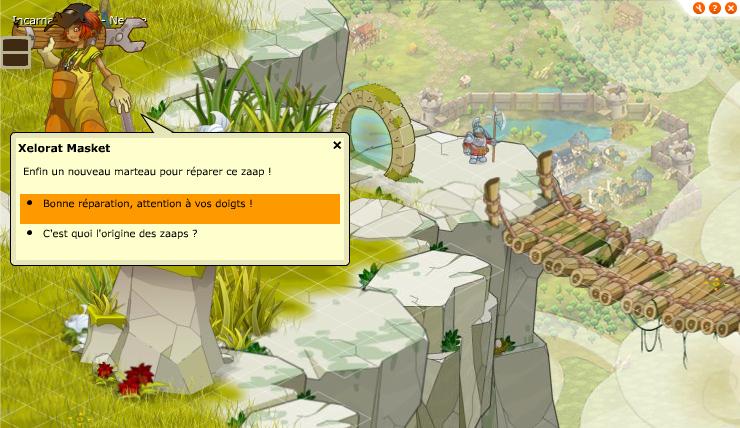 Xelorat Masket
Enfin un nouveau marteau pour réparer ce zaap !
Bonne réparation, attention à vos doigts !
C'est quoi l'origine des zaaps ?